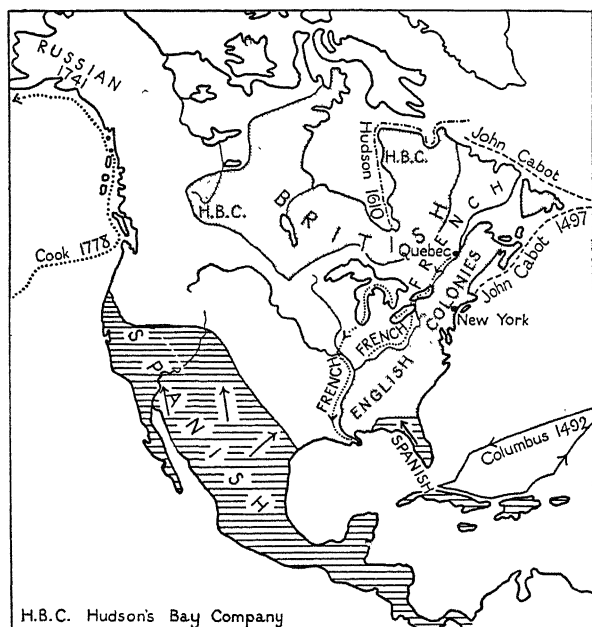 RUSSIAN
1741
Hudson 1610
H.B.C.
John Cabot
H.B.C.
BRITISH
FRENCH
Quebec
John Cabot 1497
Cook 1778
COLONIES
New York
FRENCH
FRENCH
ENGLISH
SPANISH
SPANISH
Columbus 1492
H.B.C. Hudson's Bay Company